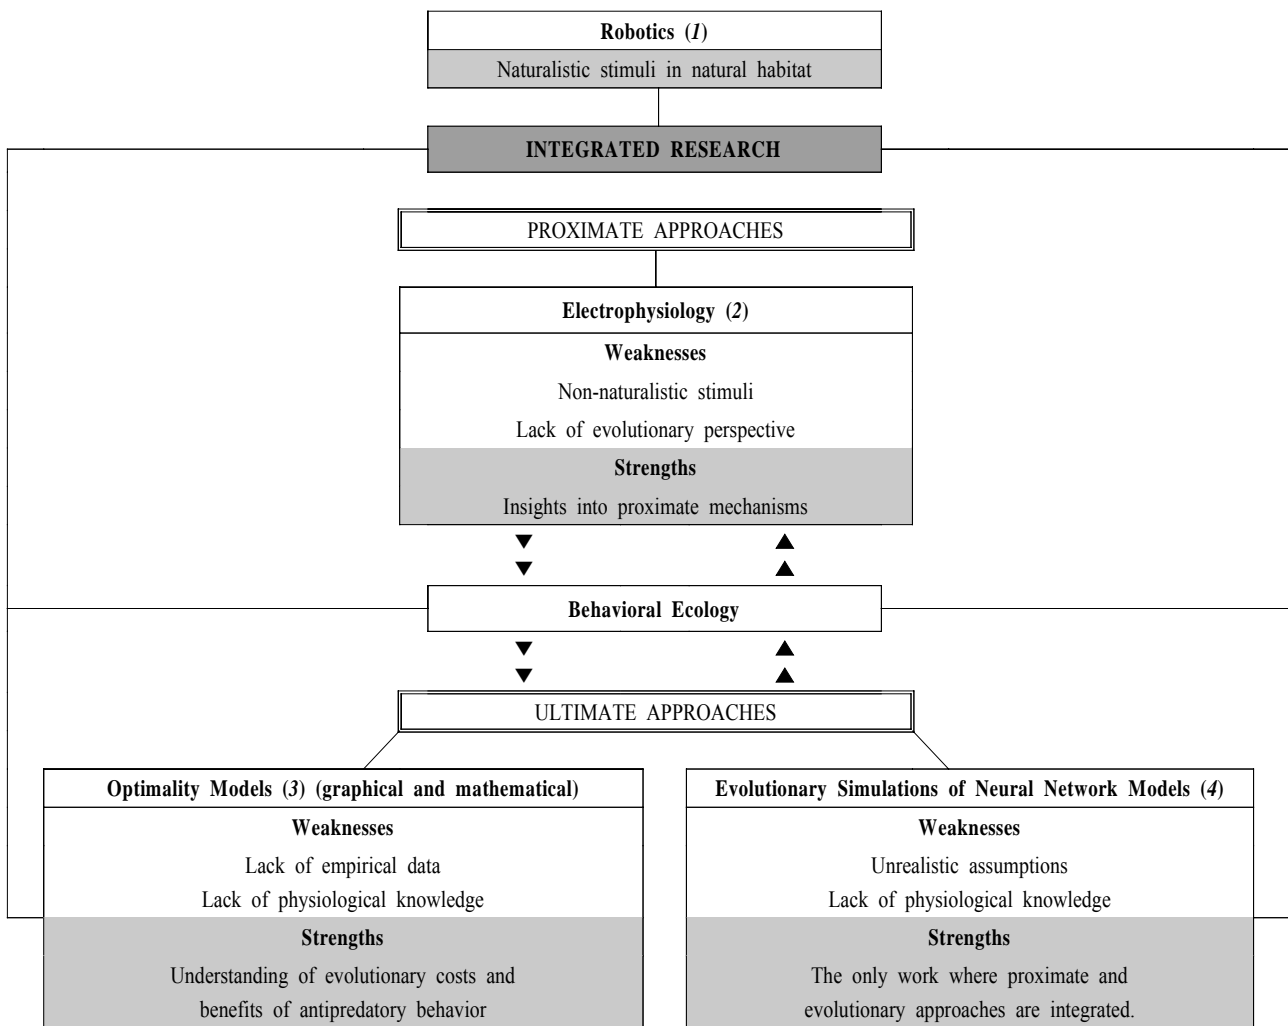 Robotics (1)
Naturalistic stimuli in natural habitat
INTEGRATED RESEARCH
PROXIMATE APPROACHES
Electrophysiology (2)
Weaknesses
Non-naturalistic stimuli
Lack of evolutionary perspective
Strengths
Insights into proximate mechanisms
Behavioral Ecology
ULTIMATE APPROACHES
Optimality Models (3) (graphical and mathematical)
Weaknesses
Lack of empirical data
Lack of physiological knowledge
Strengths
Understanding of evolutionary costs and
benefits of antipredatory behavior
Evolutionary Simulations of Neural Network Models (4)
Weaknesses
Unrealistic assumptions
Lack of physiological knowledge
Strengths
The only work where proximate and
evolutionary approaches are integrated.